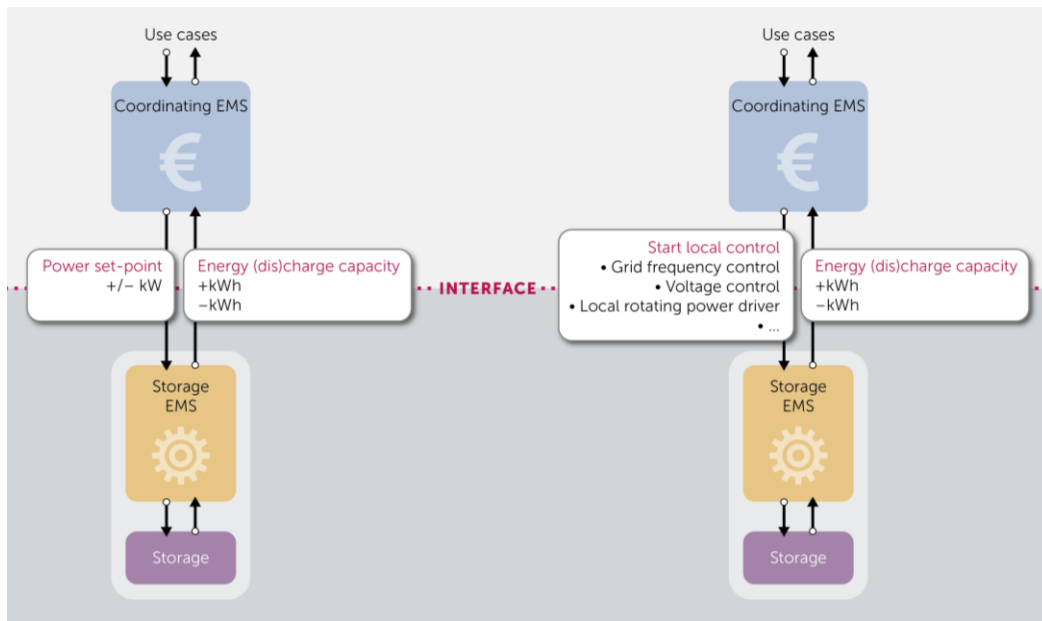 Use cases
Coordinating EMS
€
Power set-point
+/– kW
Energy (dis)charge capacity
+kWh
–kWh
Storage
EMS
Storage
INTERFACE
Use cases
Coordinating EMS
€
Start local control
• Grid frequency control
• Voltage control
• Local rotating power driver
• ...
Energy (dis)charge capacity
+kWh
–kWh
Storage
EMS
Storage